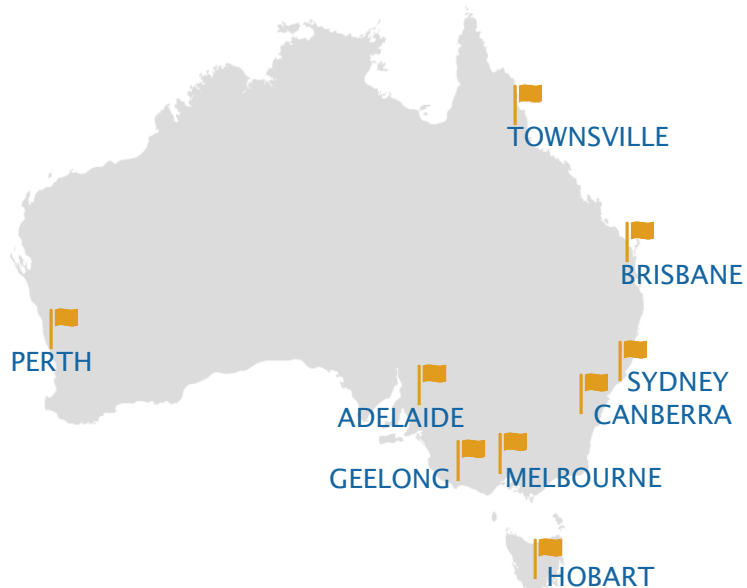 TOWNSVILLE
BRISBANE
PERTH
SYDNEY
ADELAIDE
CANBERRA
GEELONG
MELBOURNE
HOBART